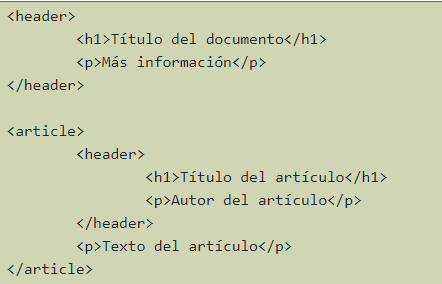 <header>
<h1>Título del documento</h1>
<p>Más información</p>
</header>
<article>
<header>
<h1>Título del artículo</h1>
<p>Autor del artículo</p>
</header>
<p>Texto del artículo</p>
</article>